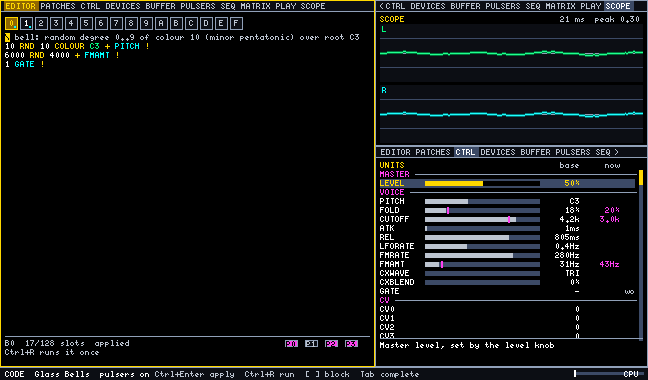 EDITOR PATCHES CTRL DEVICES BUFFER PULSERS SEQ MATRIX PLAY SCOPE
0 1 2 3 4 5 6 7 8 9 A B C D E F
\ bell: random degree 0..9 of colour 10 (minor pentatonic) over root C3
10 RND 10 COLOUR C3 + PITCH !
6000 RND 4000 + FMAMT !
1 GATE !
B0 17/128 slots applied
P0 P1 P2 P3
Ctrl+R runs it once
< CTRL DEVICES BUFFER PULSERS SEQ MATRIX PLAY SCOPE
SCOPE 21 ms peak 0.30
L
R
EDITOR PATCHES CTRL DEVICES BUFFER PULSERS SEQ >
UNITS base now
MASTER
LEVEL 50%
VOICE
PITCH C3
FOLD 18% 20%
CUTOFF 4.2k 3.0k
ATK 1ms
REL 805ms
LFORATE 0.4Hz
FMRATE 280Hz
FMAMT 31Hz 43Hz
CXWAVE TRI
CXBLEND 0%
GATE - wo
CV
CV0 0
CV1 0
CV2 0
CV3 0
Master level, set by the level knob
CODE Glass Bells pulsers on Ctrl+Enter apply Ctrl+R run [ ] block Tab complete CPU